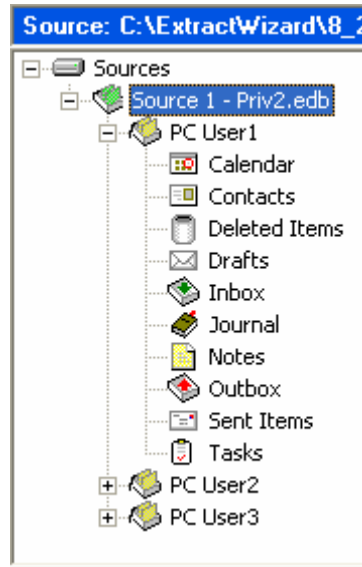 Source: C:\ExtractWizard\8_2
Sources
Source 1 - Priv2.edb
PC User1
Calendar
Contacts
Deleted Items
Drafts
Inbox
Journal
Notes
Outbox
Sent Items
Tasks
PC User2
PC User3